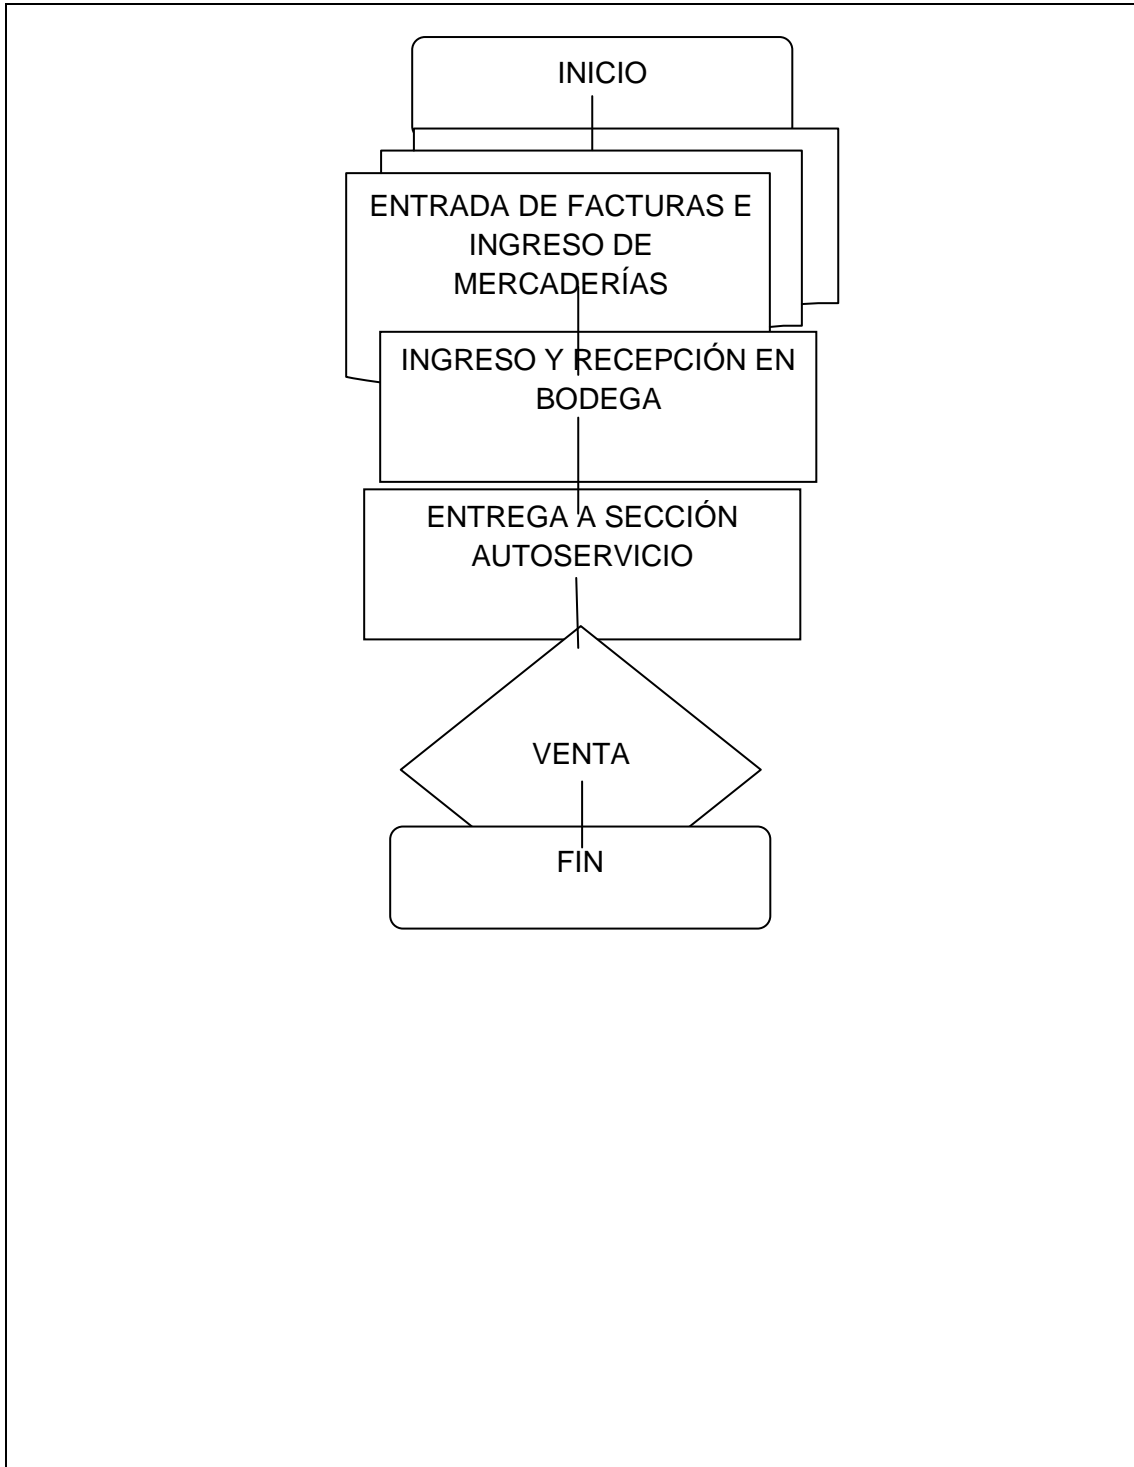 INICIO
ENTRADA DE FACTURAS E
INGRESO DE
MERCADERÍAS
INGRESO Y RECEPCIÓN EN
BODEGA
ENTREGA A SECCIÓN
AUTOSERVICIO
VENTA
FIN